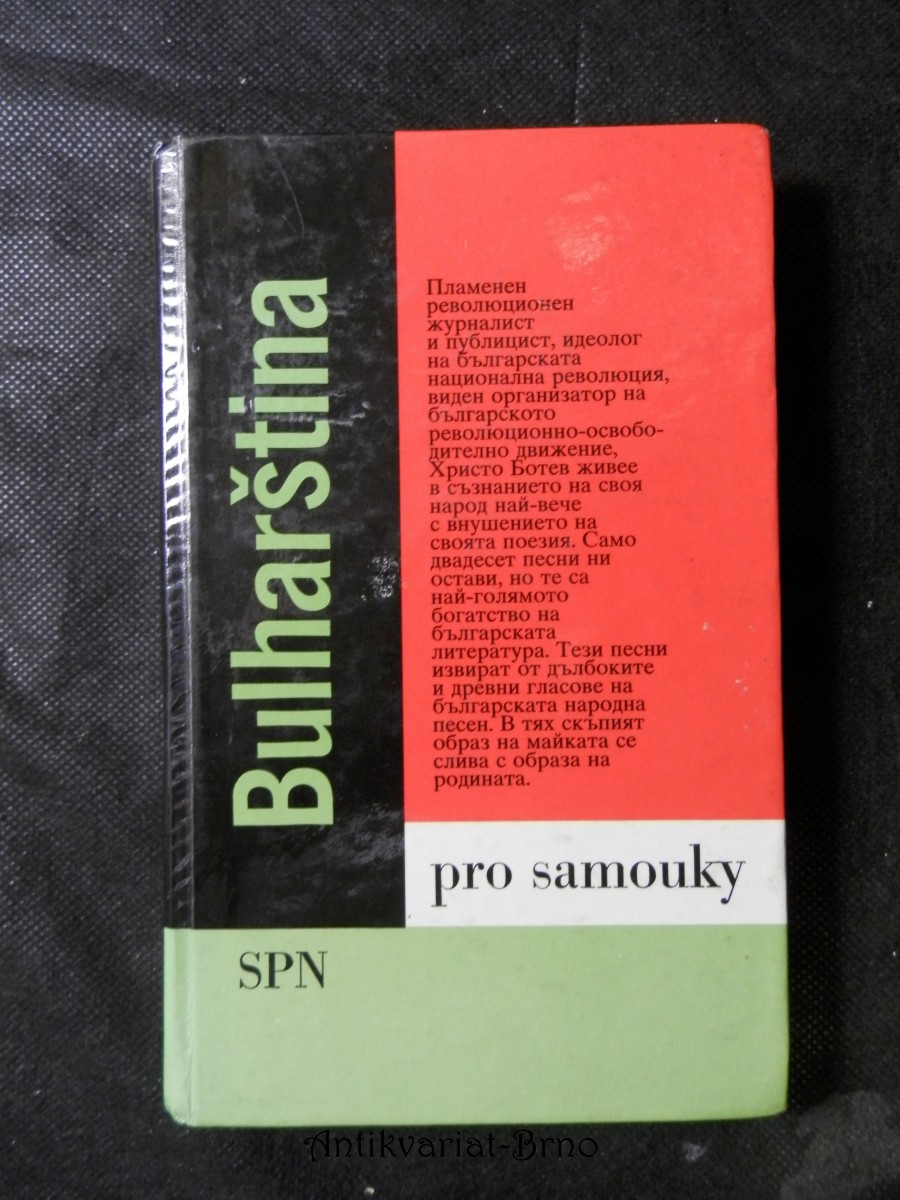 Bulharština
Пламенен
революционен
журналист
и публицист, идеолог
на българската
национална революция,
виден организатор на
българското
революционно-освобо-
дително движение,
Христо Ботев живее
в съзнанието на своя
народ най-вече
с внушението на
своята поезия. Само
двадесет песни ни
остави, но те са
най-голямото
богатство на
българската
литература. Тези песни
извират от дълбоките
и древни гласове на
българската народна
песен. В тях скъпият
образ на майката се
слива с образа на
родината.
pro samouky
SPN
Antikvariat-Brno